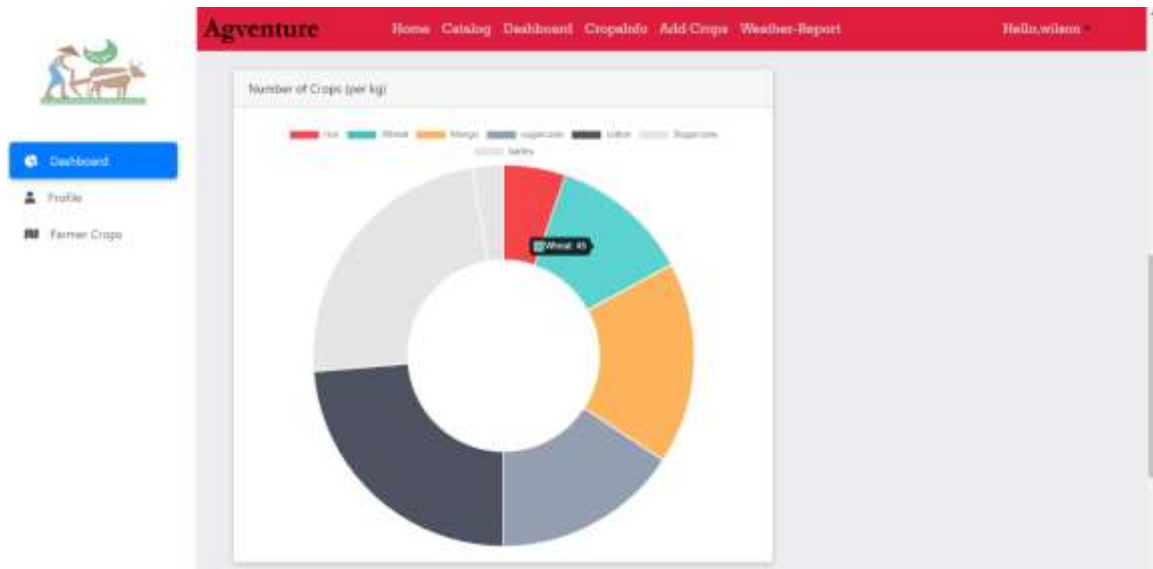 Agventure
Home Catalog Dashboard CropsInfo Add Crops Weather-Report
Hello,wilson
Dashboard
Profile
Farmer Crops
Number of Crops (per kg)
Wheat Mango sugarcane cotton Sugarcane
barley
Wheat: 45